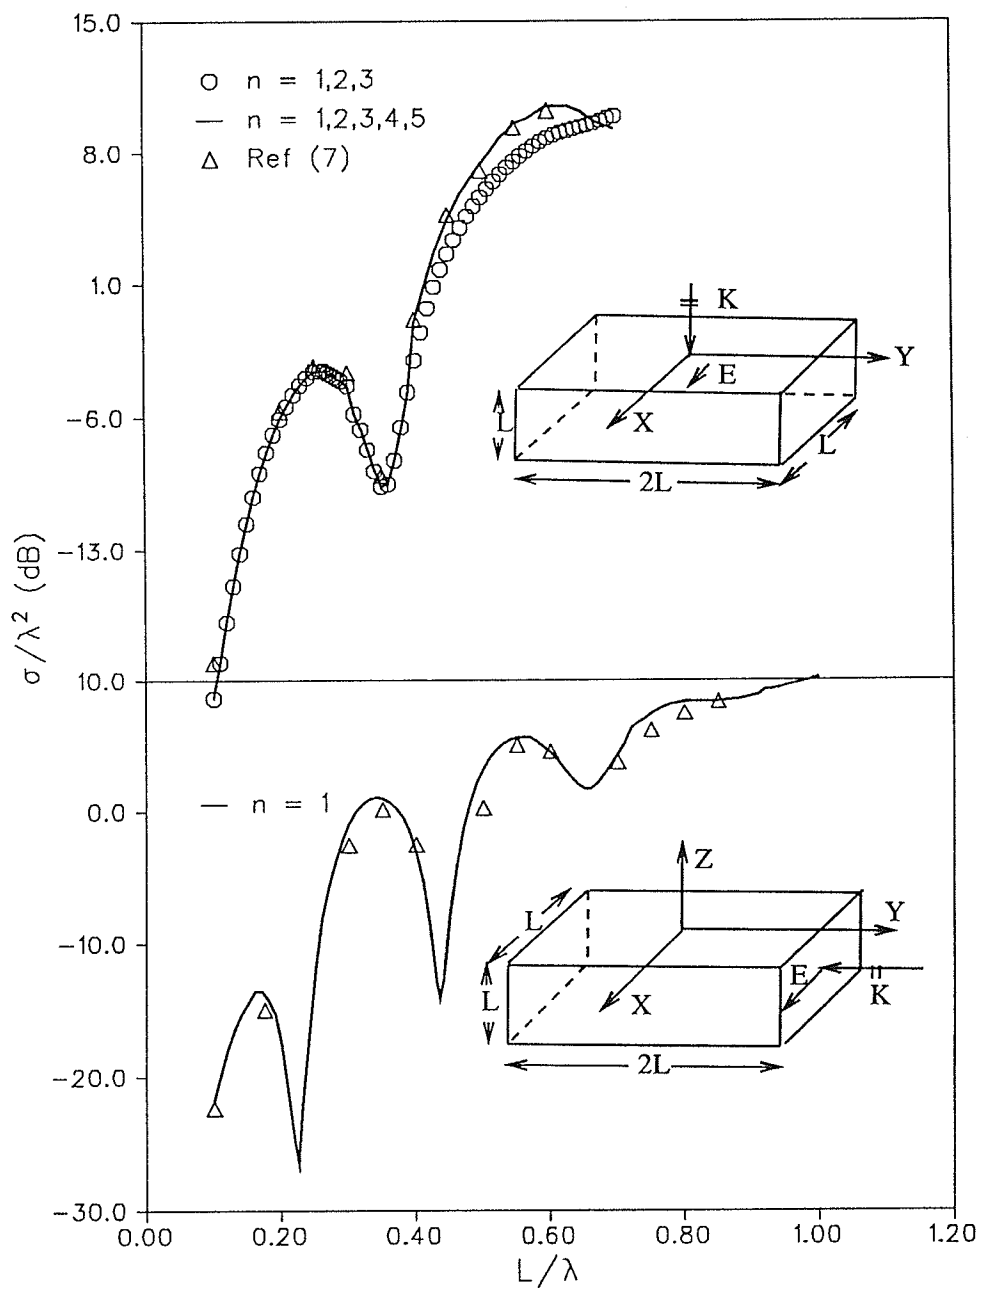 15.0
n = 1,2,3
n = 1,2,3,4,5
Ref (7)
8.0
1.0
K
Y
E
X
L
L
2L
-6.0
-13.0
σ/λ² (dB)
10.0
n = 1
0.0
Z
L
Y
E
K
L
X
2L
-10.0
-20.0
-30.0
0.00 0.20 0.40 0.60 0.80 1.00 1.20
L/λ